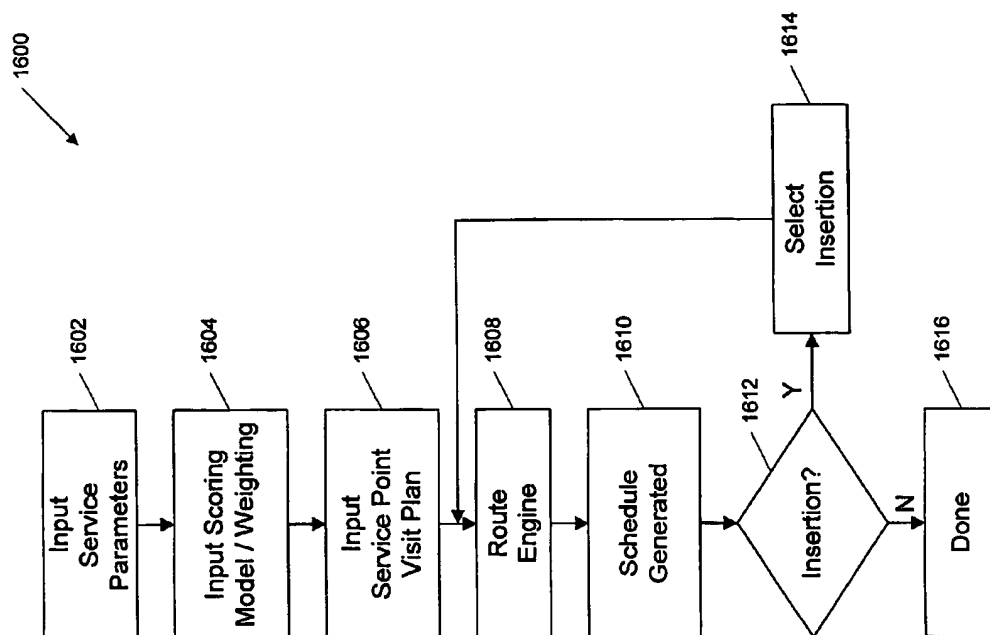 1600
Input
Service
Parameters
1602
Input Scoring
Model / Weighting
1604
Input
Service Point
Visit Plan
1606
Route
Engine
1608
Schedule
Generated
1610
Insertion?
1612
Y
Select
Insertion
1614
N
Done
1616